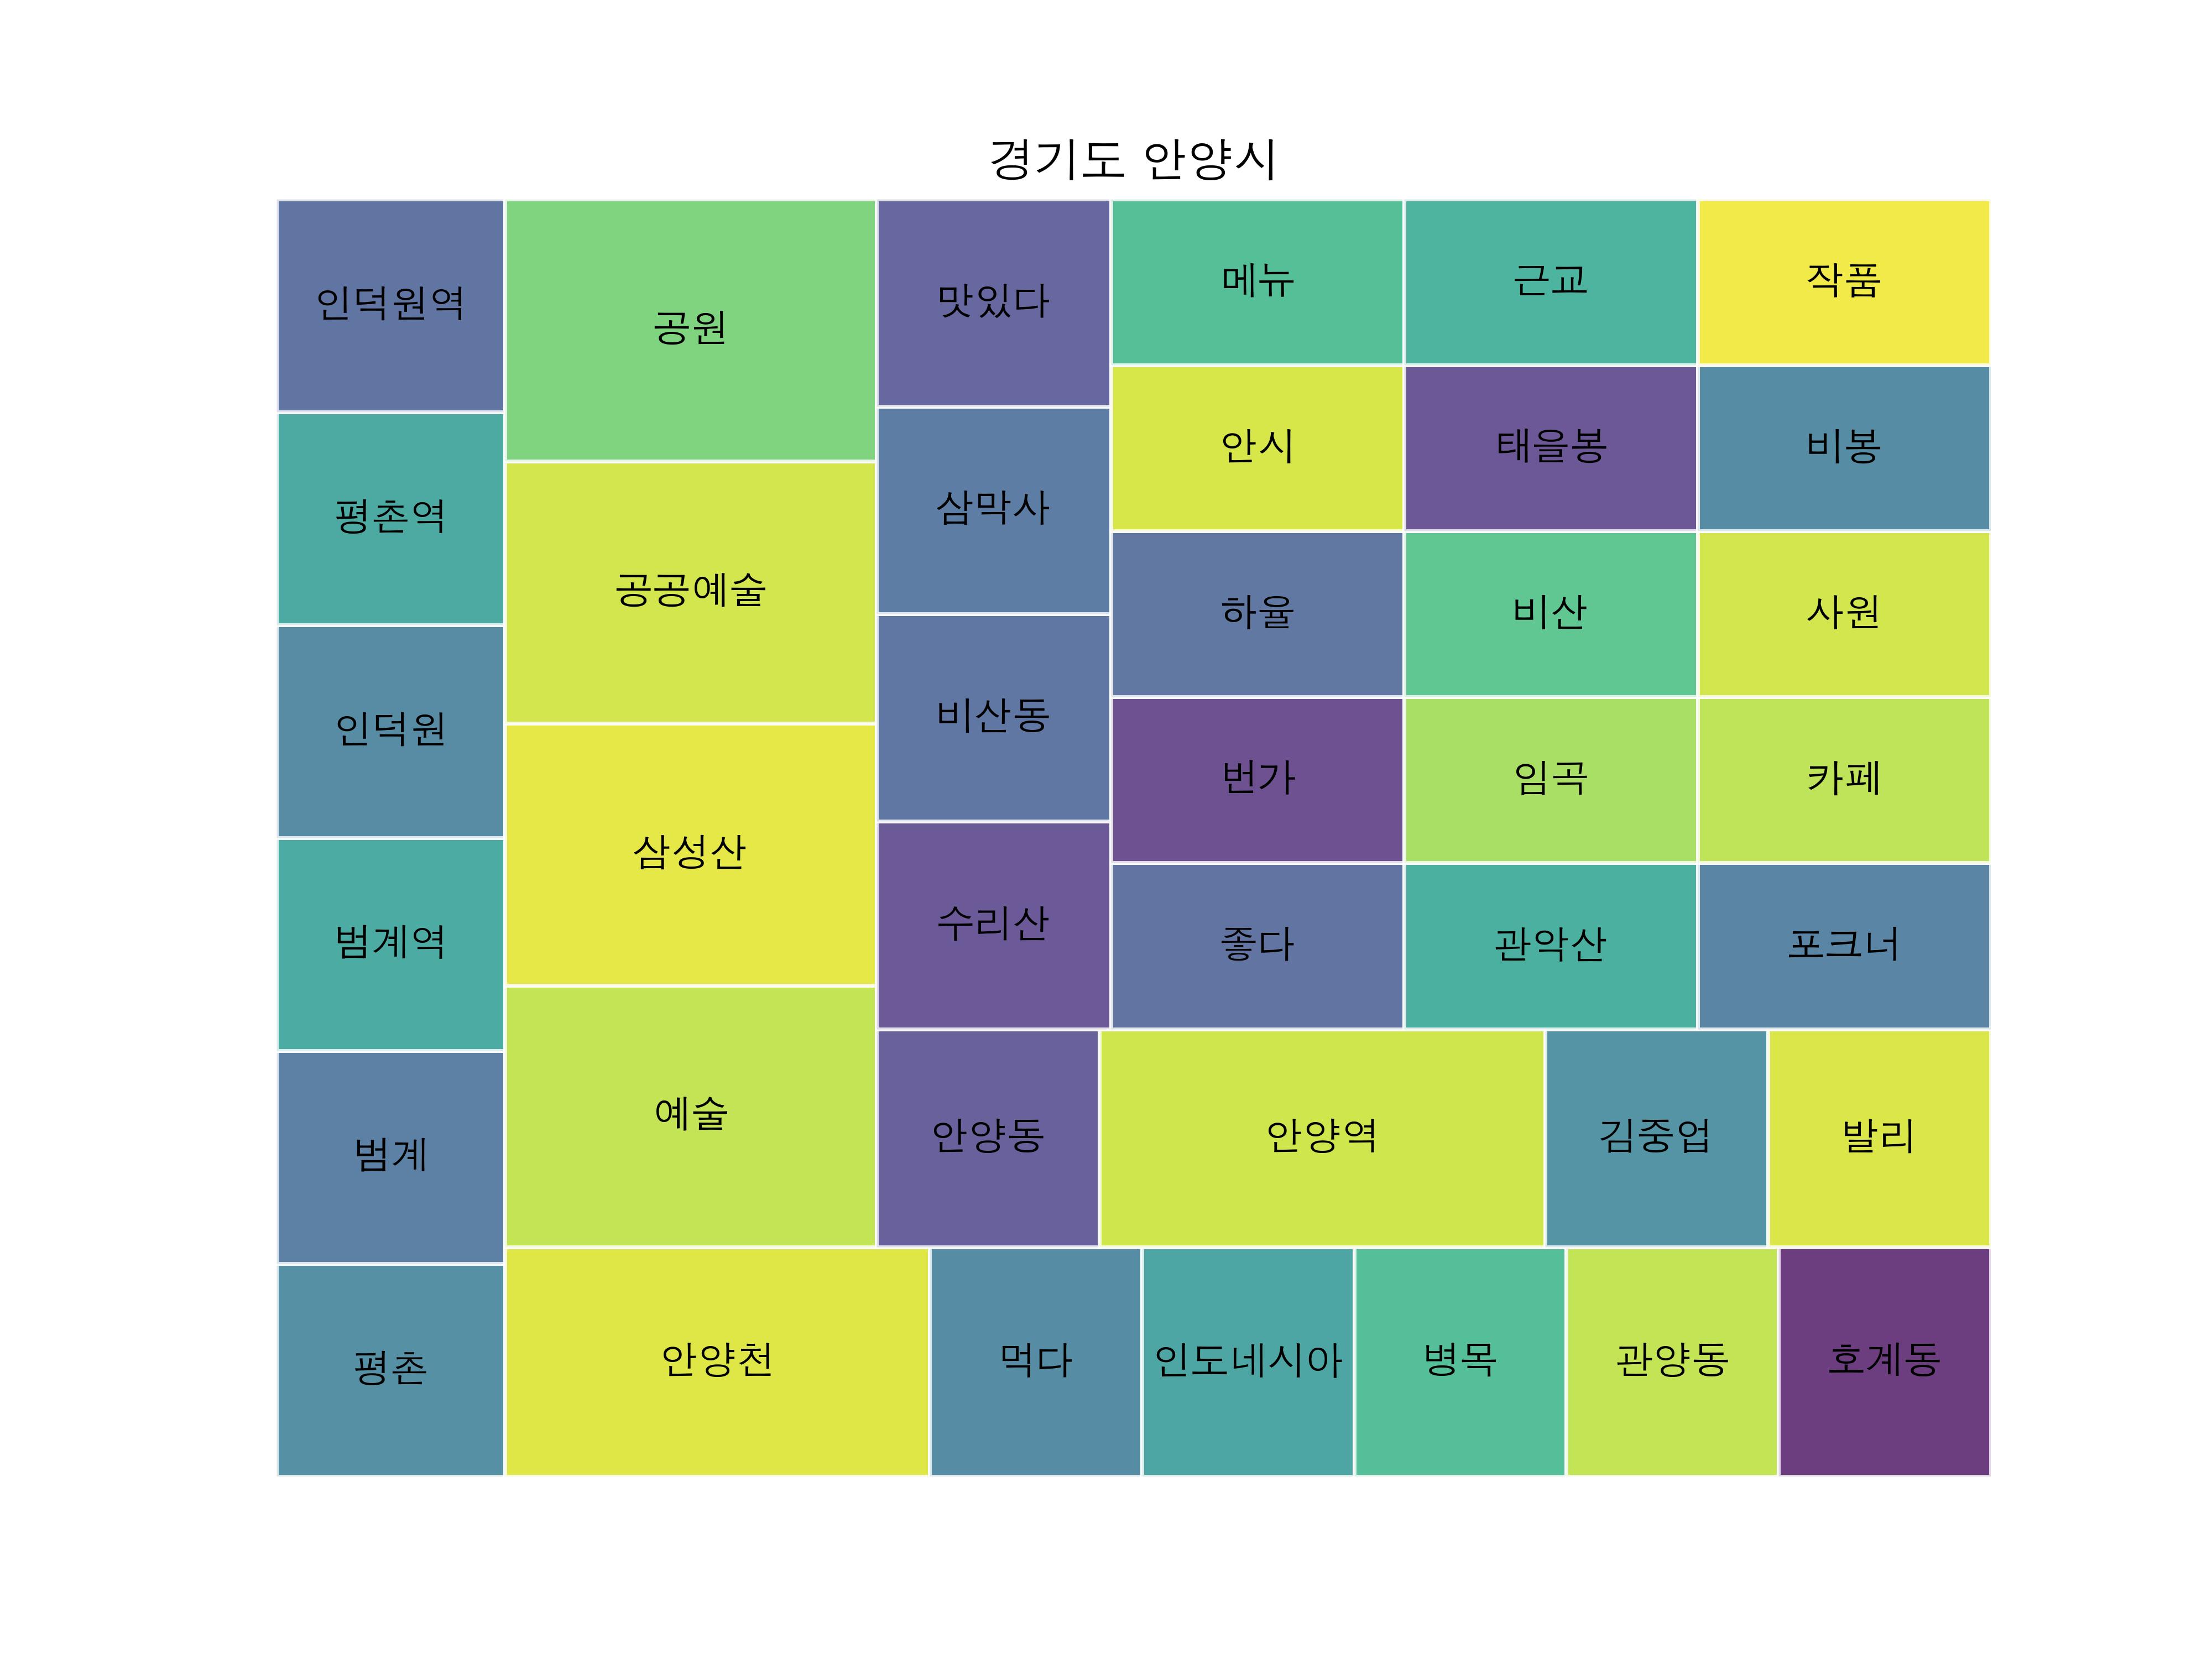 경기도 안양시
인덕원역
평촌역
인덕원
범계역
범계
평촌
공원
공공예술
삼성산
예술
안양천
맛있다
삼막사
비산동
수리산
메뉴
근교
작품
안시
태을봉
비봉
하율
비산
사원
번가
임곡
카페
좋다
관악산
포크너
안양동
안양역
김중업
발리
먹다
인도네시아
병목
관양동
호계동